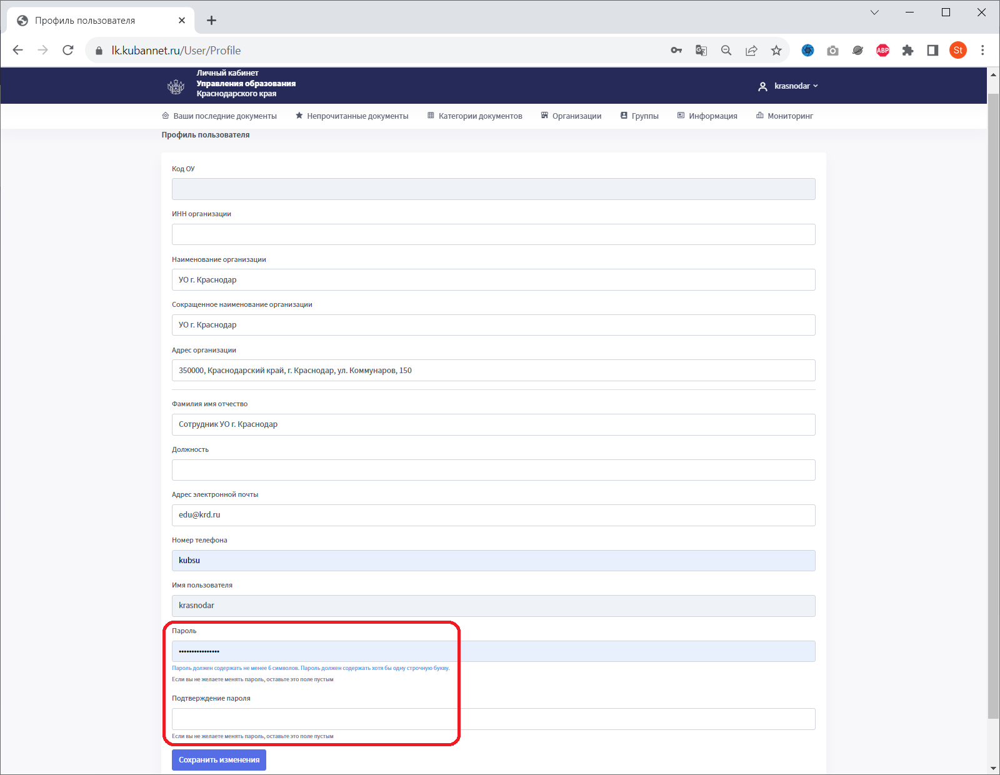 Профиль пользователя
lk.kubannet.ru/User/Profile
ABP
St
Личный кабинет
Управления образования
Краснодарского края
krasnodar
Ваши последние документы Непрочитанные документы Категории документов Организации Группы Информация Мониторинг
Профиль пользователя
Код ОУ
ИНН организации
Наименование организации
УО г. Краснодар
Сокращенное наименование организации
УО г. Краснодар
Адрес организации
350000, Краснодарский край, г. Краснодар, ул. Коммунаров, 150
Фамилия имя отчество
Сотрудник УО г. Краснодар
Должность
Адрес электронной почты
edu@krd.ru
Номер телефона
kubsu
Имя пользователя
krasnodar
Пароль
••••••••••••••••
Пароль должен содержать не менее 6 символов. Пароль должен содержать хотя бы одну строчную букву.
Если вы не желаете менять пароль, оставьте это поле пустым
Подтверждение пароля
Если вы не желаете менять пароль, оставьте это поле пустым
Сохранить изменения